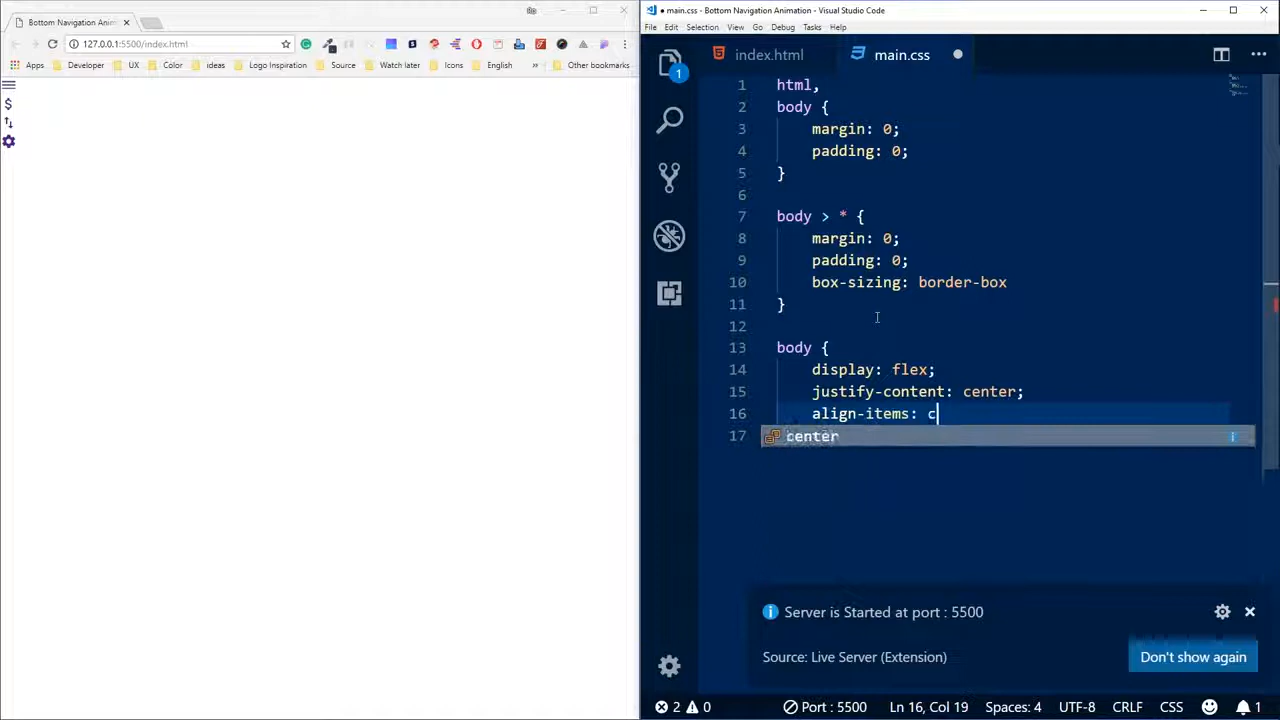 Bottom Navigation Anim
127.0.0.1:5500/index.html
Apps Developer UX Color ideas Logo Inspiration Source Watch later Icons English Other bookmarks
$
● main.css - Bottom Navigation Animation - Visual Studio Code
File Edit Selection View Go Debug Tasks Help
index.html main.css
1
1 html,
2 body {
3 margin: 0;
4 padding: 0;
5 }
6
7 body > * {
8 margin: 0;
9 padding: 0;
10 box-sizing: border-box
11 }
12
13 body {
14 display: flex;
15 justify-content: center;
16 align-items: c
17 center
Server is Started at port : 5500
Source: Live Server (Extension)
Don't show again
2 0 Port : 5500 Ln 16, Col 19 Spaces: 4 UTF-8 CRLF CSS 1